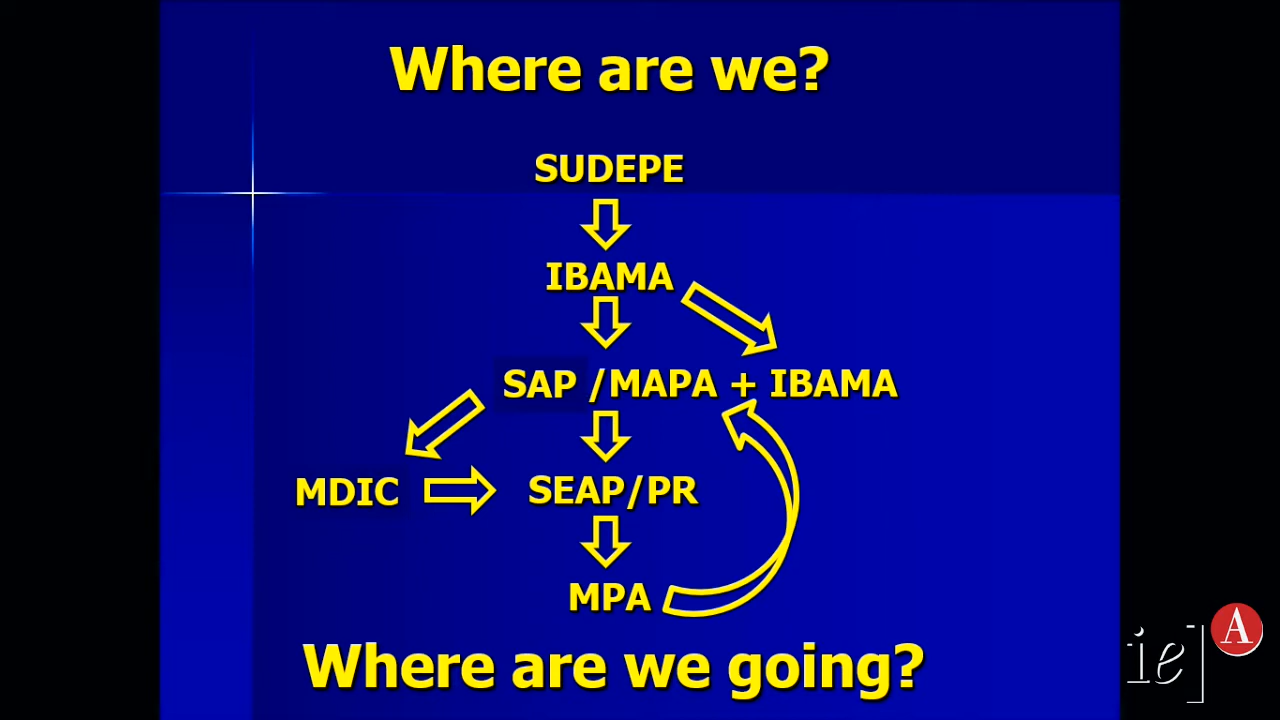 Where are we?
SUDEPE
IBAMA
SAP /MAPA + IBAMA
MDIC
SEAP/PR
MPA
Where are we going?
ie]
A